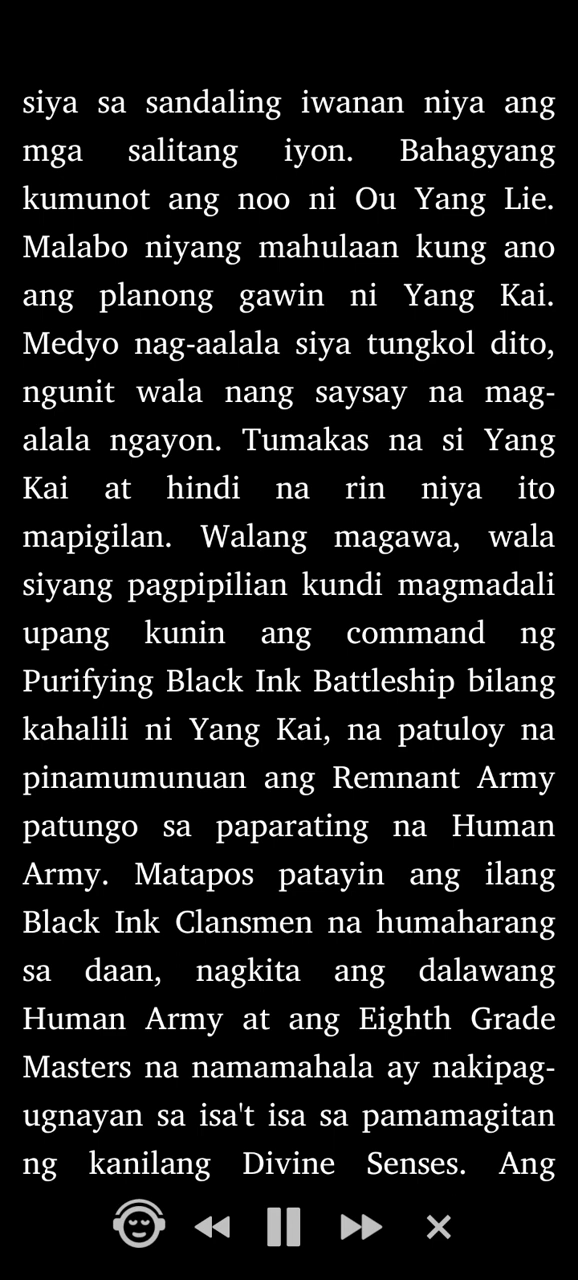 siya sa sandaling iwanan niya ang
mga salitang iyon. Bahagyang
kumunot ang noo ni Ou Yang Lie.
Malabo niyang mahulaan kung ano
ang planong gawin ni Yang Kai.
Medyo nag-aalala siya tungkol dito,
ngunit wala nang saysay na mag-
alala ngayon. Tumakas na si Yang
Kai at hindi na rin niya ito
mapigilan. Walang magawa, wala
siyang pagpipilian kundi magmadali
upang kunin ang command ng
Purifying Black Ink Battleship bilang
kahalili ni Yang Kai, na patuloy na
pinamumunuan ang Remnant Army
patungo sa paparating na Human
Army. Matapos patayin ang ilang
Black Ink Clansmen na humaharang
sa daan, nagkita ang dalawang
Human Army at ang Eighth Grade
Masters na namamahala ay nakipag-
ugnayan sa isa't isa sa pamamagitan
ng kanilang Divine Senses. Ang